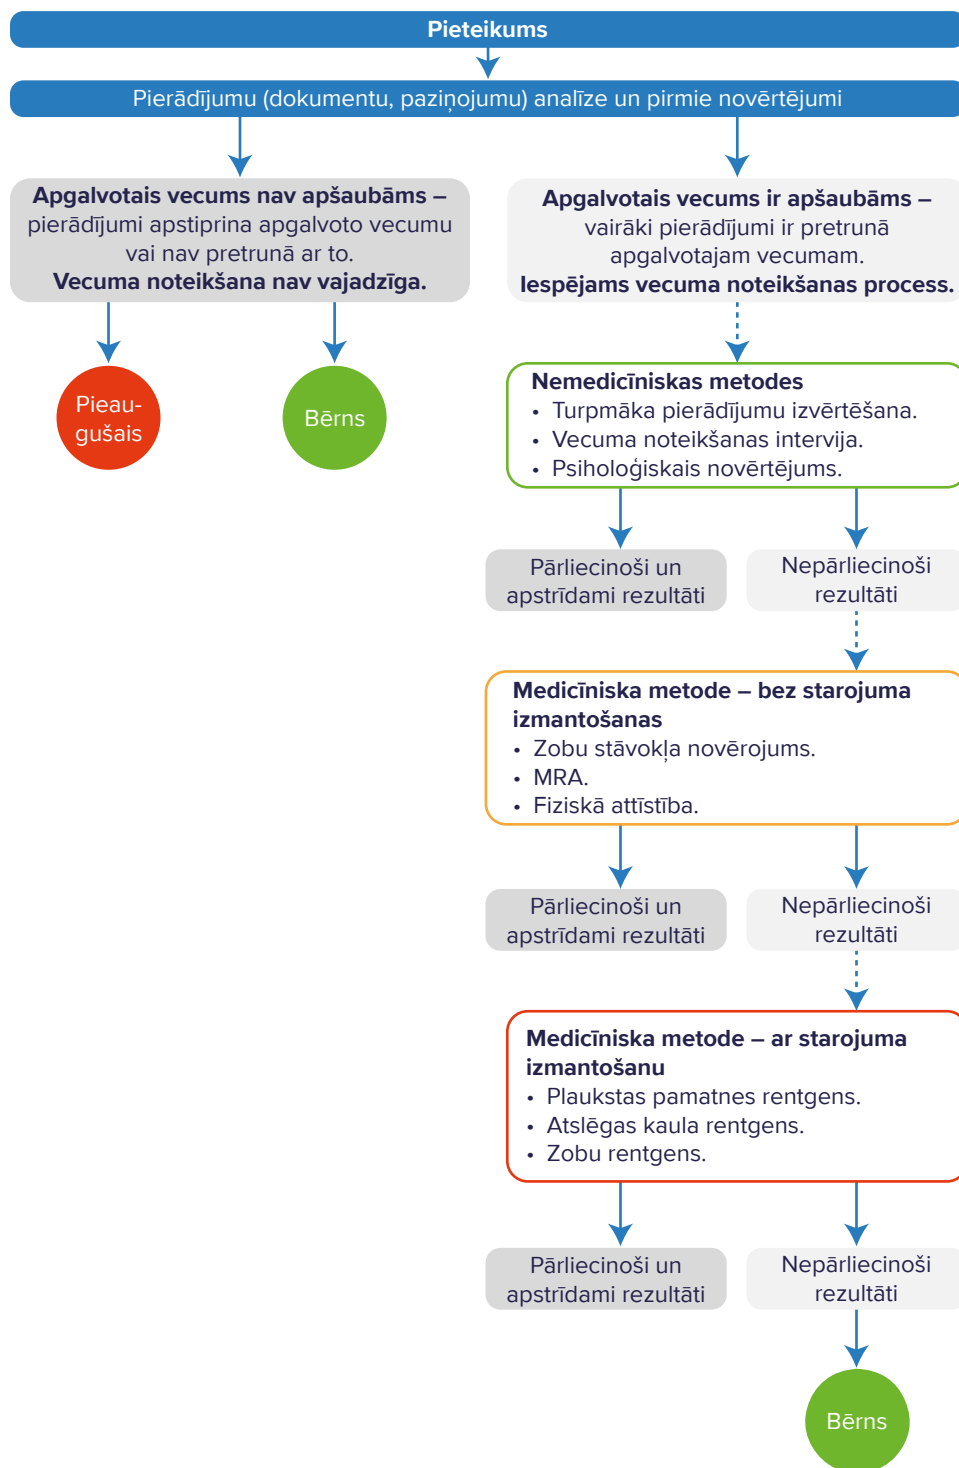 Pieteikums
Pierādījumu (dokumentu, paziņojumu) analīze un pirmie novērtējumi
Apgalvotais vecums nav apšaubāms –
pierādījumi apstiprina apgalvoto vecumu
vai nav pretrunā ar to.
Vecuma noteikšana nav vajadzīga.
Apgalvotais vecums ir apšaubāms –
vairāki pierādījumi ir pretrunā
apgalvotajam vecumam.
Iespējams vecuma noteikšanas process.
Pieau-
gušais
Bērns
Nemedicīniskas metodes
• Turpmāka pierādījumu izvērtēšana.
• Vecuma noteikšanas intervija.
• Psiholoģiskais novērtējums.
Pārliecinoši un
apstrīdami rezultāti
Nepārliecinoši
rezultāti
Medicīniska metode – bez starojuma
izmantošanas
• Zobu stāvokļa novērojums.
• MRA.
• Fiziskā attīstība.
Pārliecinoši un
apstrīdami rezultāti
Nepārliecinoši
rezultāti
Medicīniska metode – ar starojuma
izmantošanu
• Plaukstas pamatnes rentgens.
• Atslēgas kaula rentgens.
• Zobu rentgens.
Pārliecinoši un
apstrīdami rezultāti
Nepārliecinoši
rezultāti
Bērns